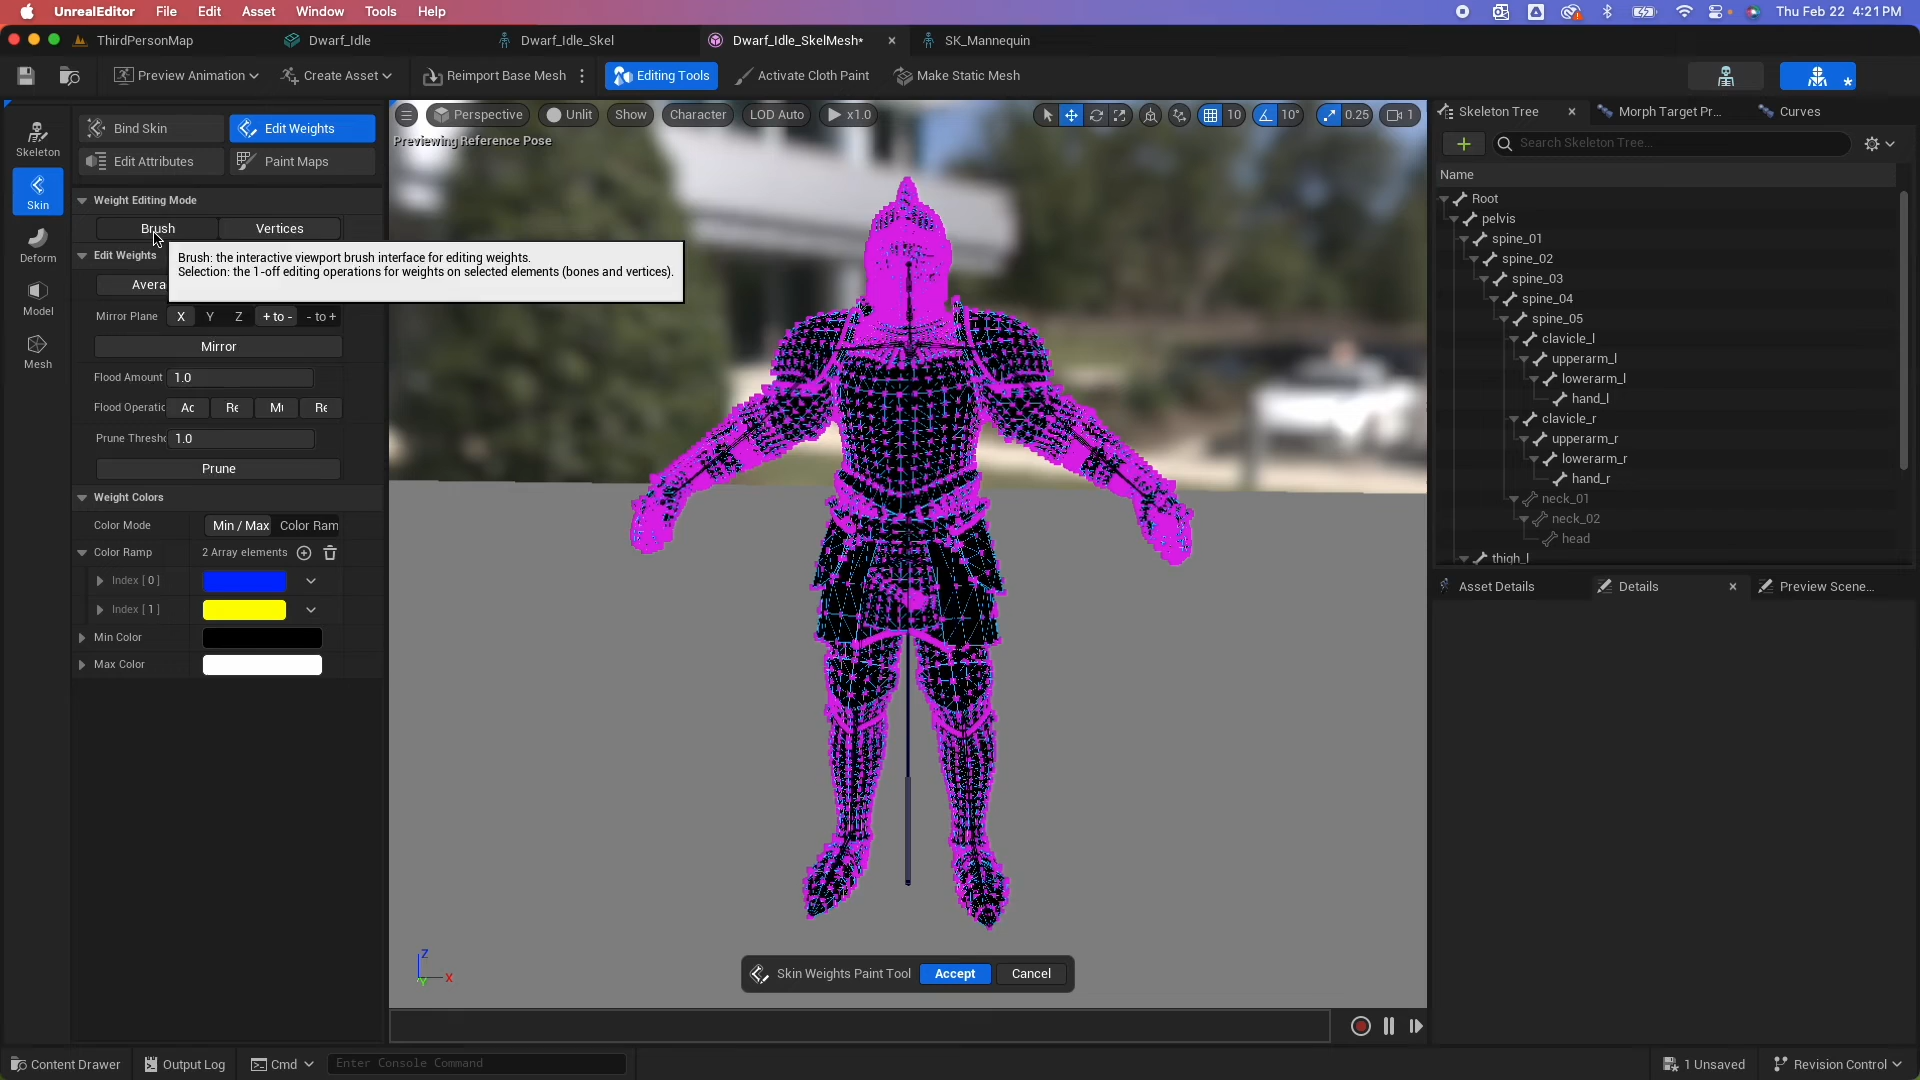 UnrealEditor File Edit Asset Window Tools Help
Thu Feb 22 4:21 PM
ThirdPersonMap
Dwarf_Idle
Dwarf_Idle_Skel
Dwarf_Idle_SkelMesh*
SK_Mannequin
Preview Animation
Create Asset
Reimport Base Mesh
Editing Tools
Activate Cloth Paint
Make Static Mesh
Skeleton
Skin
Deform
Model
Mesh
Bind Skin
Edit Weights
Edit Attributes
Paint Maps
Weight Editing Mode
Brush
Vertices
Edit Weights
Brush: the interactive viewport brush interface for editing weights.
Selection: the 1-off editing operations for weights on selected elements (bones and vertices).
Avera
Mirror Plane X Y Z + to - - to +
Mirror
Flood Amount 1.0
Flood Operatic Ac Re Mu Re
Prune Thresho 1.0
Prune
Weight Colors
Color Mode Min / Max Color Ram
Color Ramp 2 Array elements
Index [ 0 ]
Index [ 1 ]
Min Color
Max Color
Perspective
Unlit
Show
Character
LOD Auto
x1.0
10
10°
0.25
1
Previewing Reference Pose
Z
X
Y
Skin Weights Paint Tool
Accept
Cancel
Skeleton Tree
Morph Target Pr...
Curves
Search Skeleton Tree...
Name
Root
pelvis
spine_01
spine_02
spine_03
spine_04
spine_05
clavicle_l
upperarm_l
lowerarm_l
hand_l
clavicle_r
upperarm_r
lowerarm_r
hand_r
neck_01
neck_02
head
thigh_l
Asset Details
Details
Preview Scene...
Content Drawer
Output Log
Cmd
Enter Console Command
1 Unsaved
Revision Control